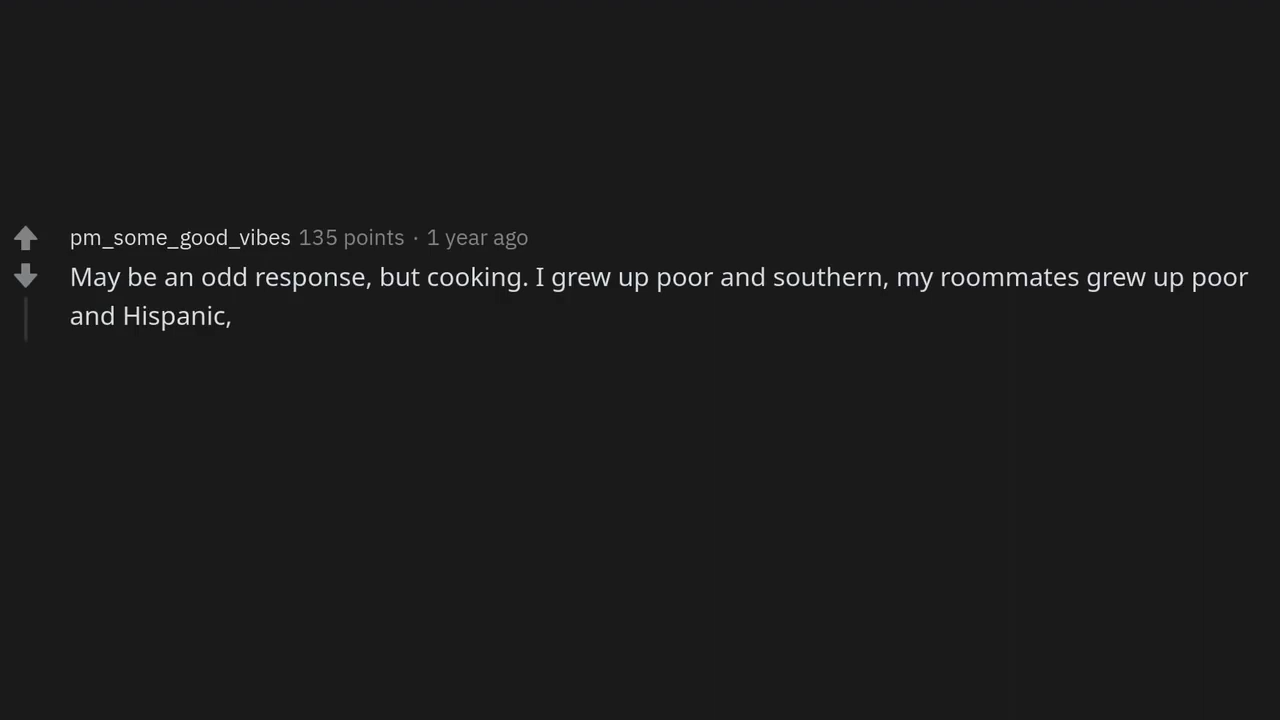 pm_some_good_vibes 135 points · 1 year ago
May be an odd response, but cooking. I grew up poor and southern, my roommates grew up poor
and Hispanic,